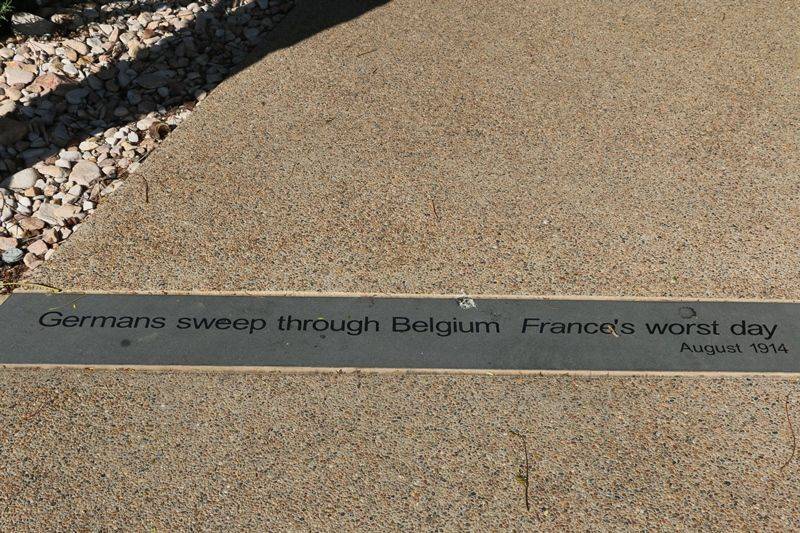 Germans sweep through Belgium France's worst day
August 1914